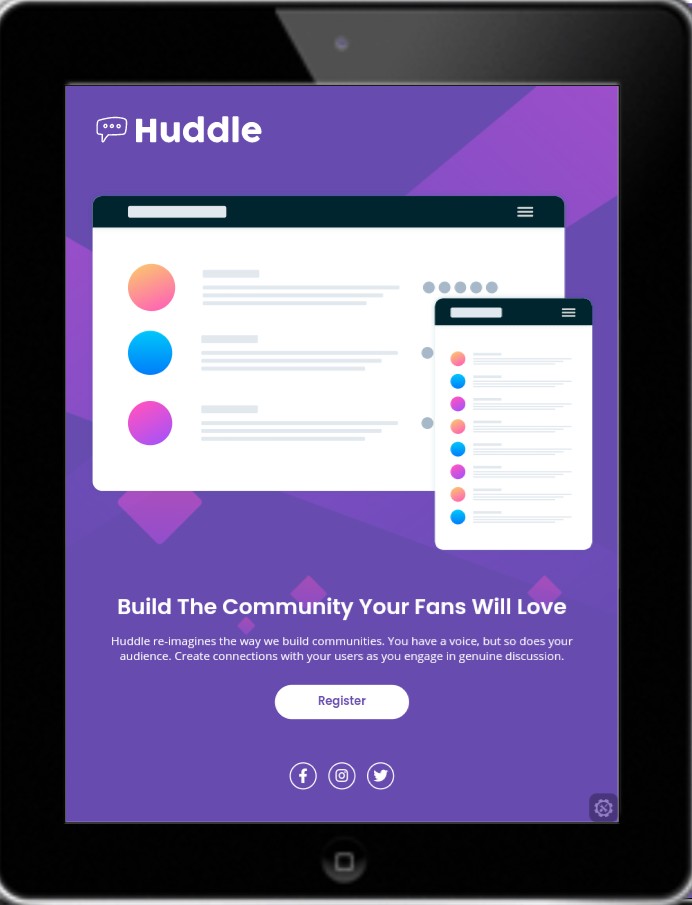 Huddle
Build The Community Your Fans Will Love
Huddle re-imagines the way we build communities. You have a voice, but so does your
audience. Create connections with your users as you engage in genuine discussion.
Register